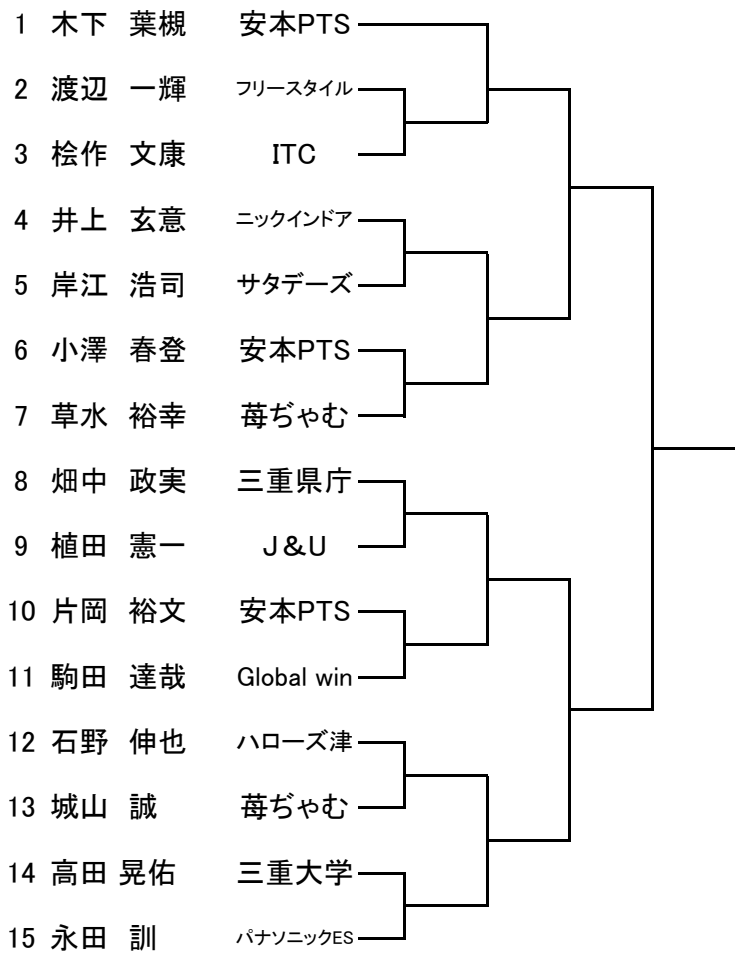 1 木下 葉槻 安本PTS
2 渡辺 一輝 フリースタイル
3 桧作 文康 ITC
4 井上 玄意 ニックインドア
5 岸江 浩司 サタデーズ
6 小澤 春登 安本PTS
7 草水 裕幸 苺ぢゃむ
8 畑中 政実 三重県庁
9 植田 憲一 J＆U
10 片岡 裕文 安本PTS
11 駒田 達哉 Global win
12 石野 伸也 ハローズ津
13 城山 誠 苺ぢゃむ
14 高田 晃佑 三重大学
15 永田 訓 パナソニックES